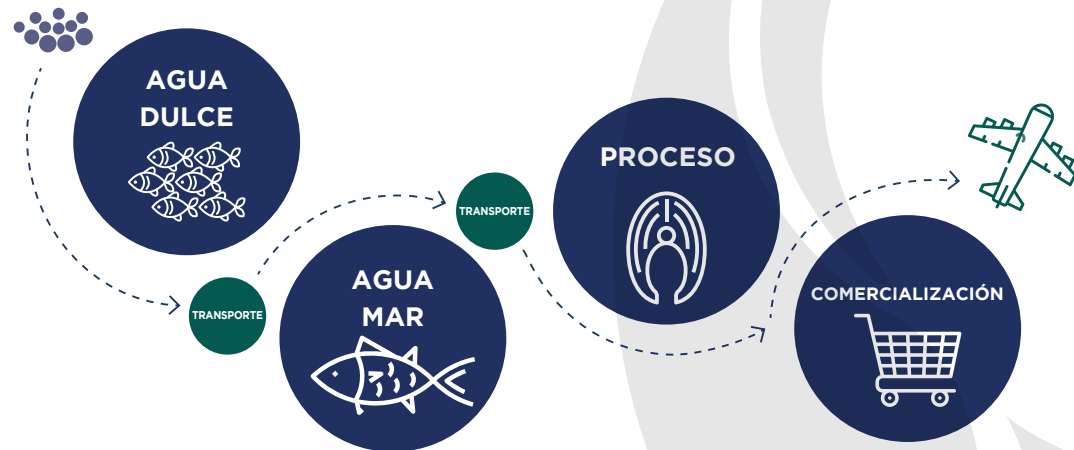 AGUA
DULCE
TRANSPORTE
AGUA
MAR
TRANSPORTE
PROCESO
COMERCIALIZACIÓN